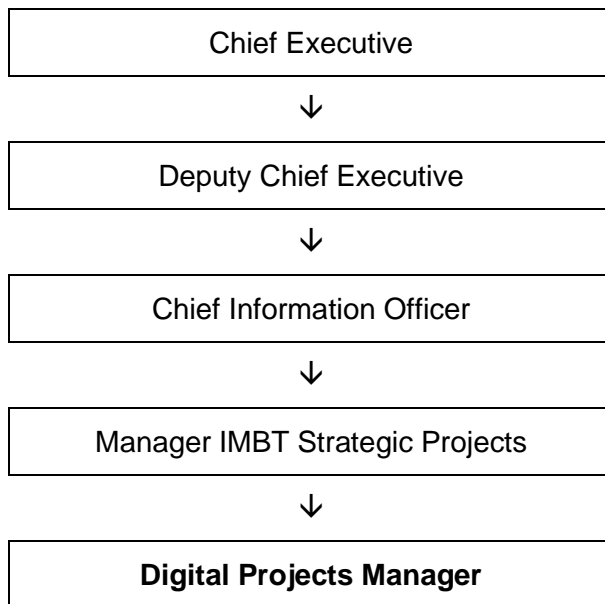 Chief Executive
Deputy Chief Executive
Chief Information Officer
Manager IMBT Strategic Projects
Digital Projects Manager